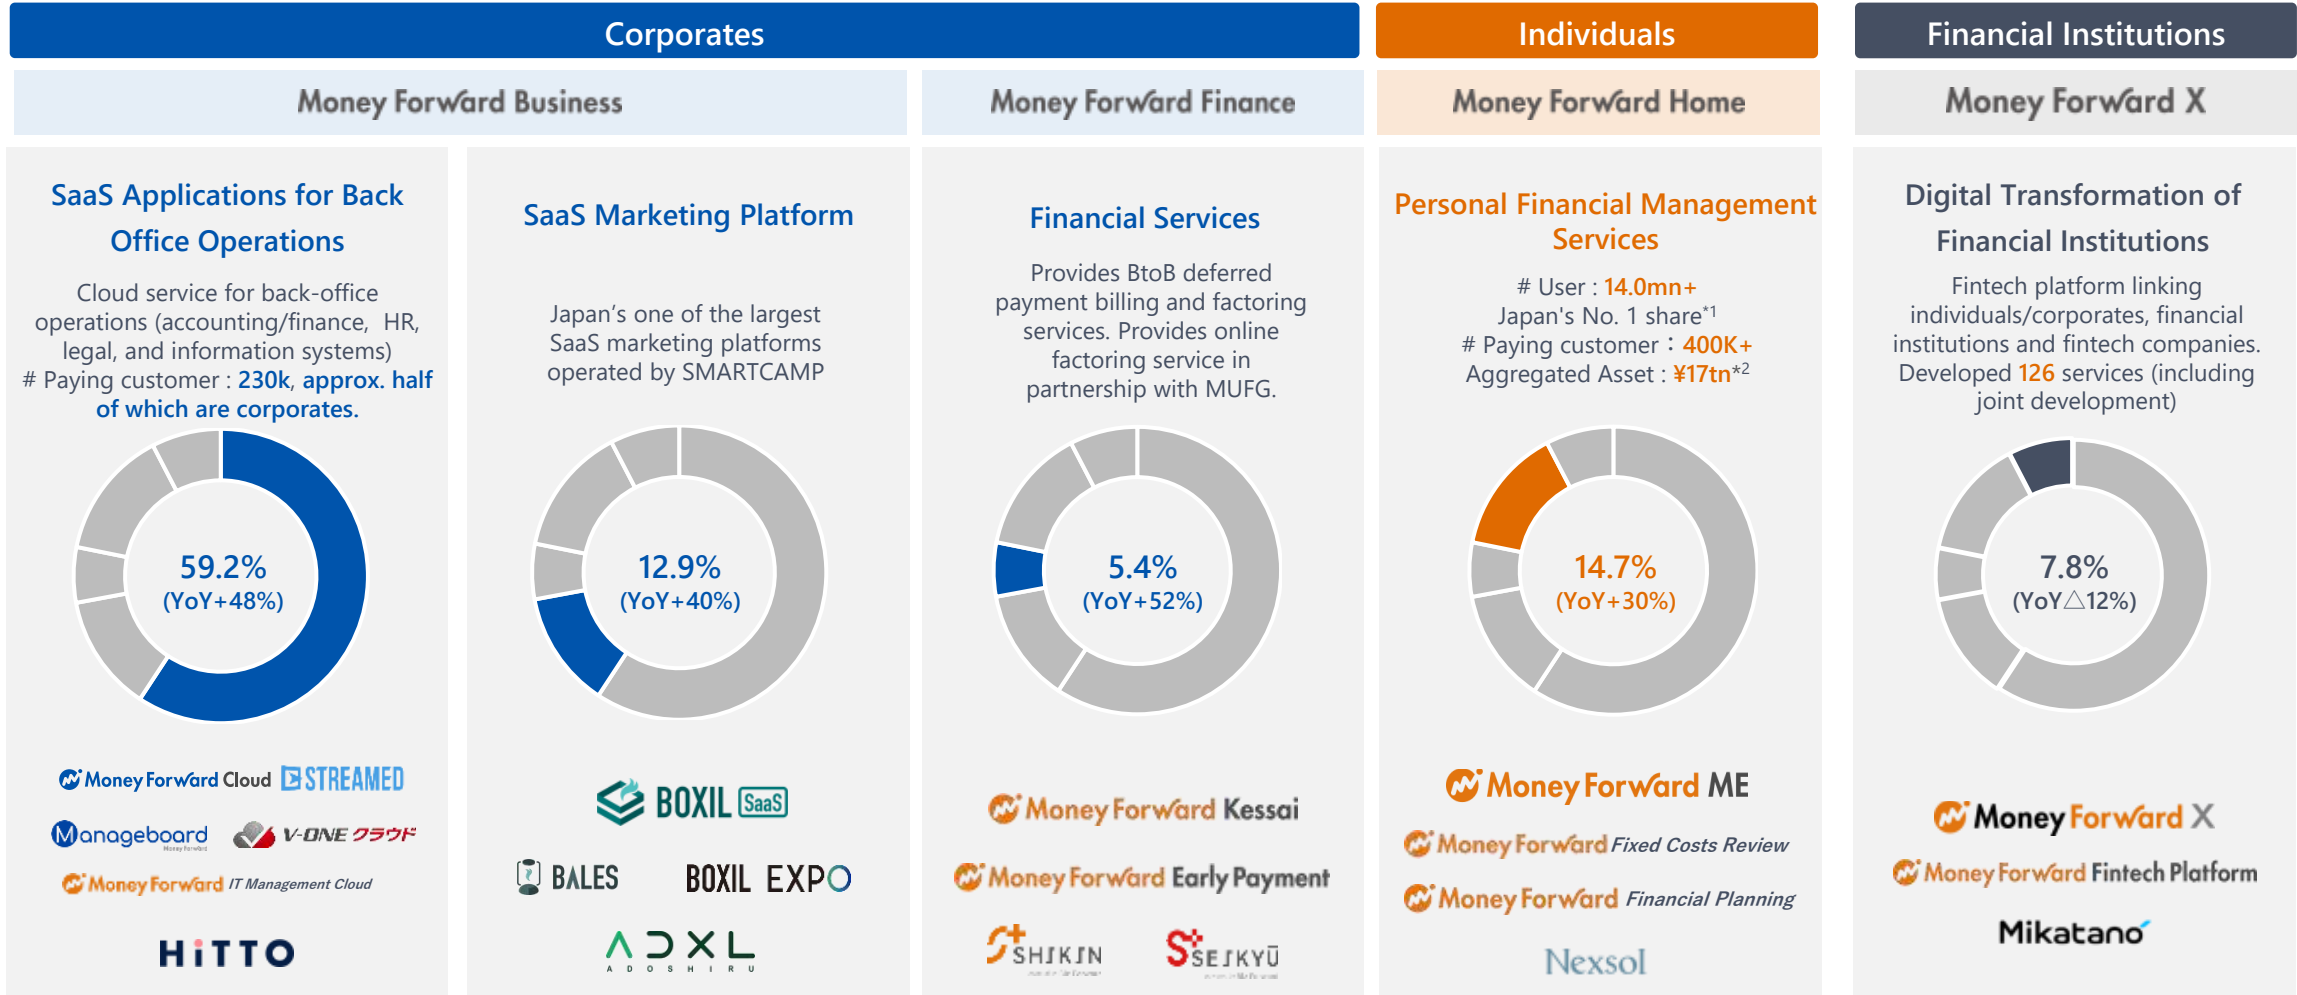 Corporates
Individuals
Financial Institutions
Money Forward Business
Money Forward Finance
Money Forward Home
Money Forward X
SaaS Applications for Back
Office Operations
Cloud service for back-office
operations (accounting/finance, HR,
legal, and information systems)
# Paying customer : 230k, approx. half
of which are corporates.
59.2%
(YoY+48%)
Money Forward Cloud
STREAMED
Manageboard
Money Forward
V-ONE クラウド
Money Forward IT Management Cloud
HiTTO
SaaS Marketing Platform
Japan's one of the largest
SaaS marketing platforms
operated by SMARTCAMP
12.9%
(YoY+40%)
BOXIL SaaS
BALES
BOXIL EXPO
ADXL
ADOSHIRU
Financial Services
Provides BtoB deferred
payment billing and factoring
services. Provides online
factoring service in
partnership with MUFG.
5.4%
(YoY+52%)
Money Forward Kessai
Money Forward Early Payment
SHIKIN
SEIKYŪ
Personal Financial Management
Services
# User : 14.0mn+
Japan's No. 1 share*1
# Paying customer：400K+
Aggregated Asset : ¥17tn*2
14.7%
(YoY+30%)
Money Forward ME
Money Forward Fixed Costs Review
Money Forward Financial Planning
Nexsol
Digital Transformation of
Financial Institutions
Fintech platform linking
individuals/corporates, financial
institutions and fintech companies.
Developed 126 services (including
joint development)
7.8%
(YoY△12%)
Money Forward X
Money Forward Fintech Platform
Mikatano